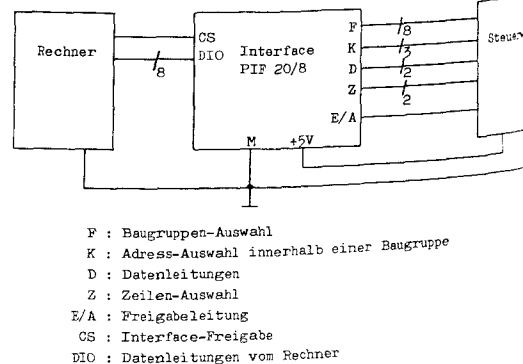 F
8
Rechner
CS
Interface
K
3
DIO
PIF 20/8
D
2
8
Z
2
E/A
M
+5V
F : Baugruppen-Auswahl
K : Adress-Auswahl innerhalb einer Baugruppe
D : Datenleitungen
Z : Zeilen-Auswahl
E/A : Freigabeleitung
CS : Interface-Freigabe
DIO : Datenleitungen vom Rechner